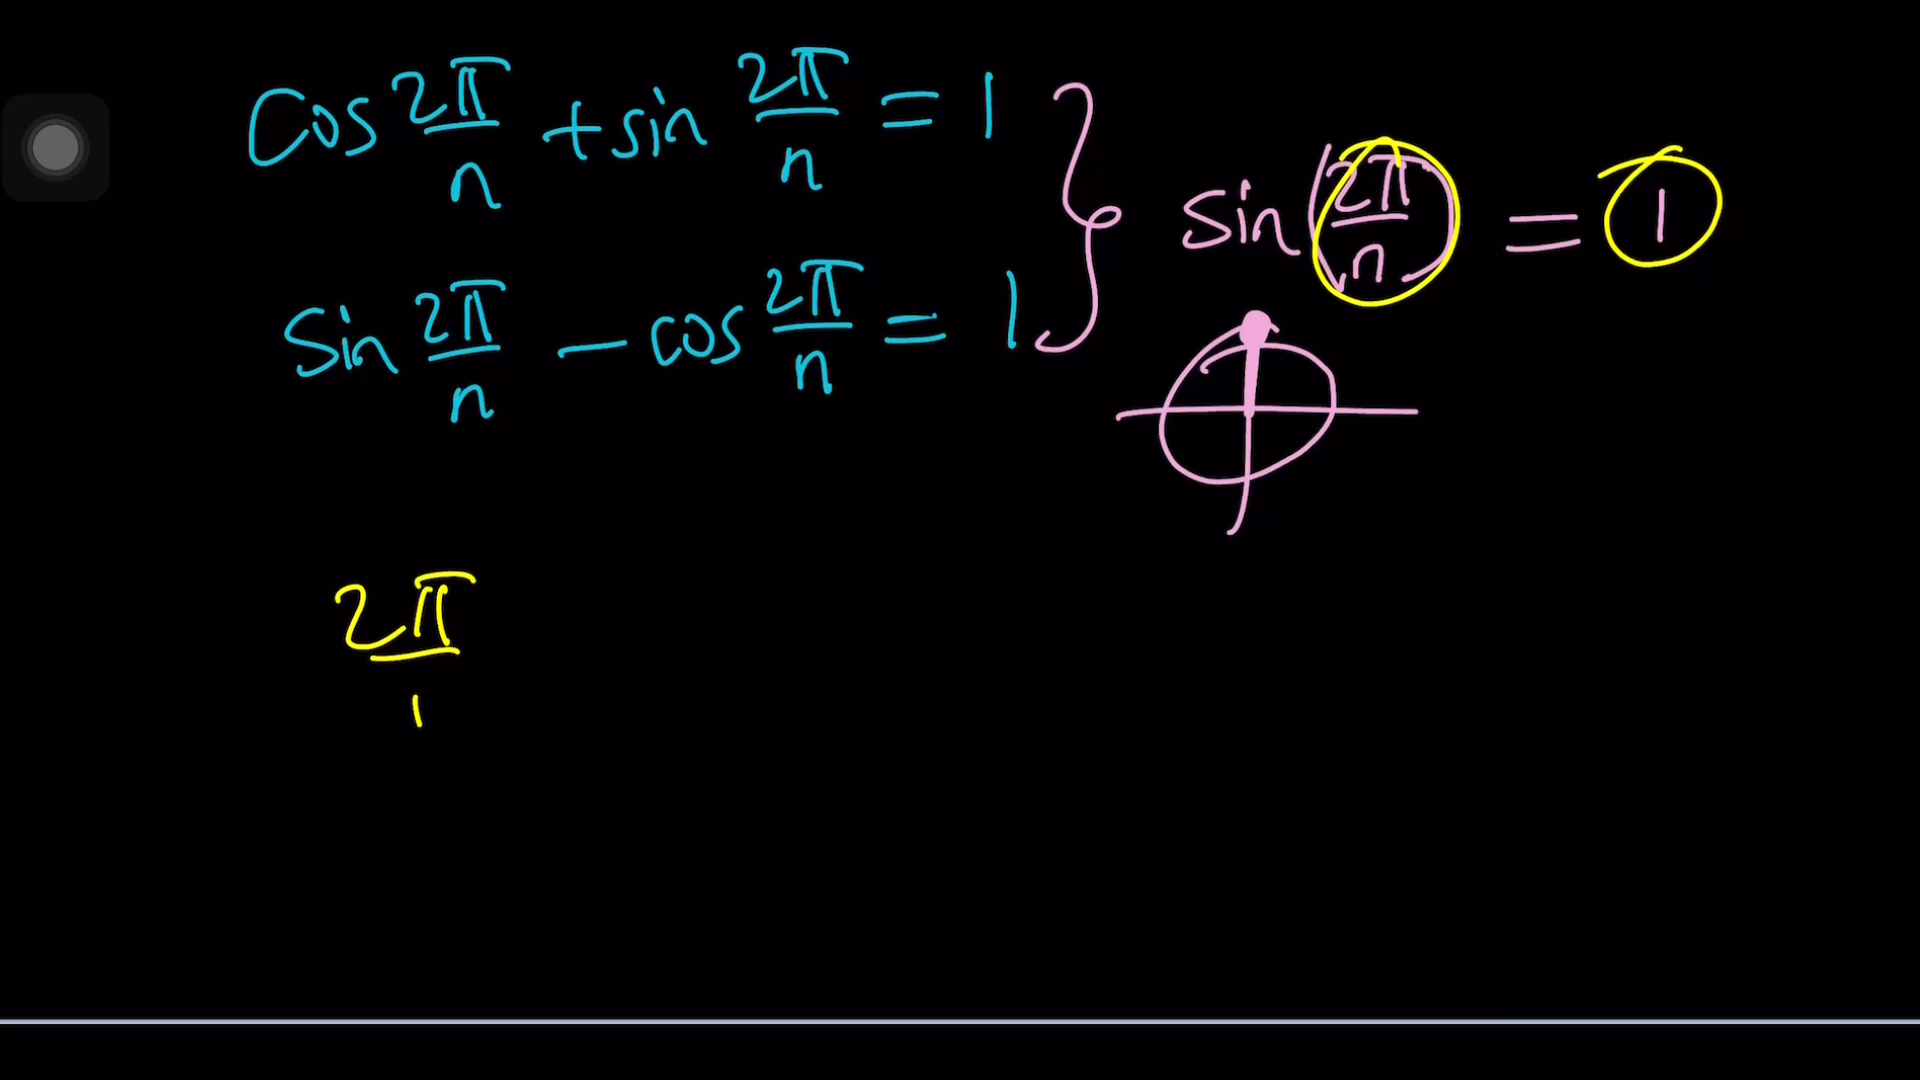 cos 2π/n + sin 2π/n = 1
sin 2π/n − cos 2π/n = 1
sin(2π/n) = 1
2π/1